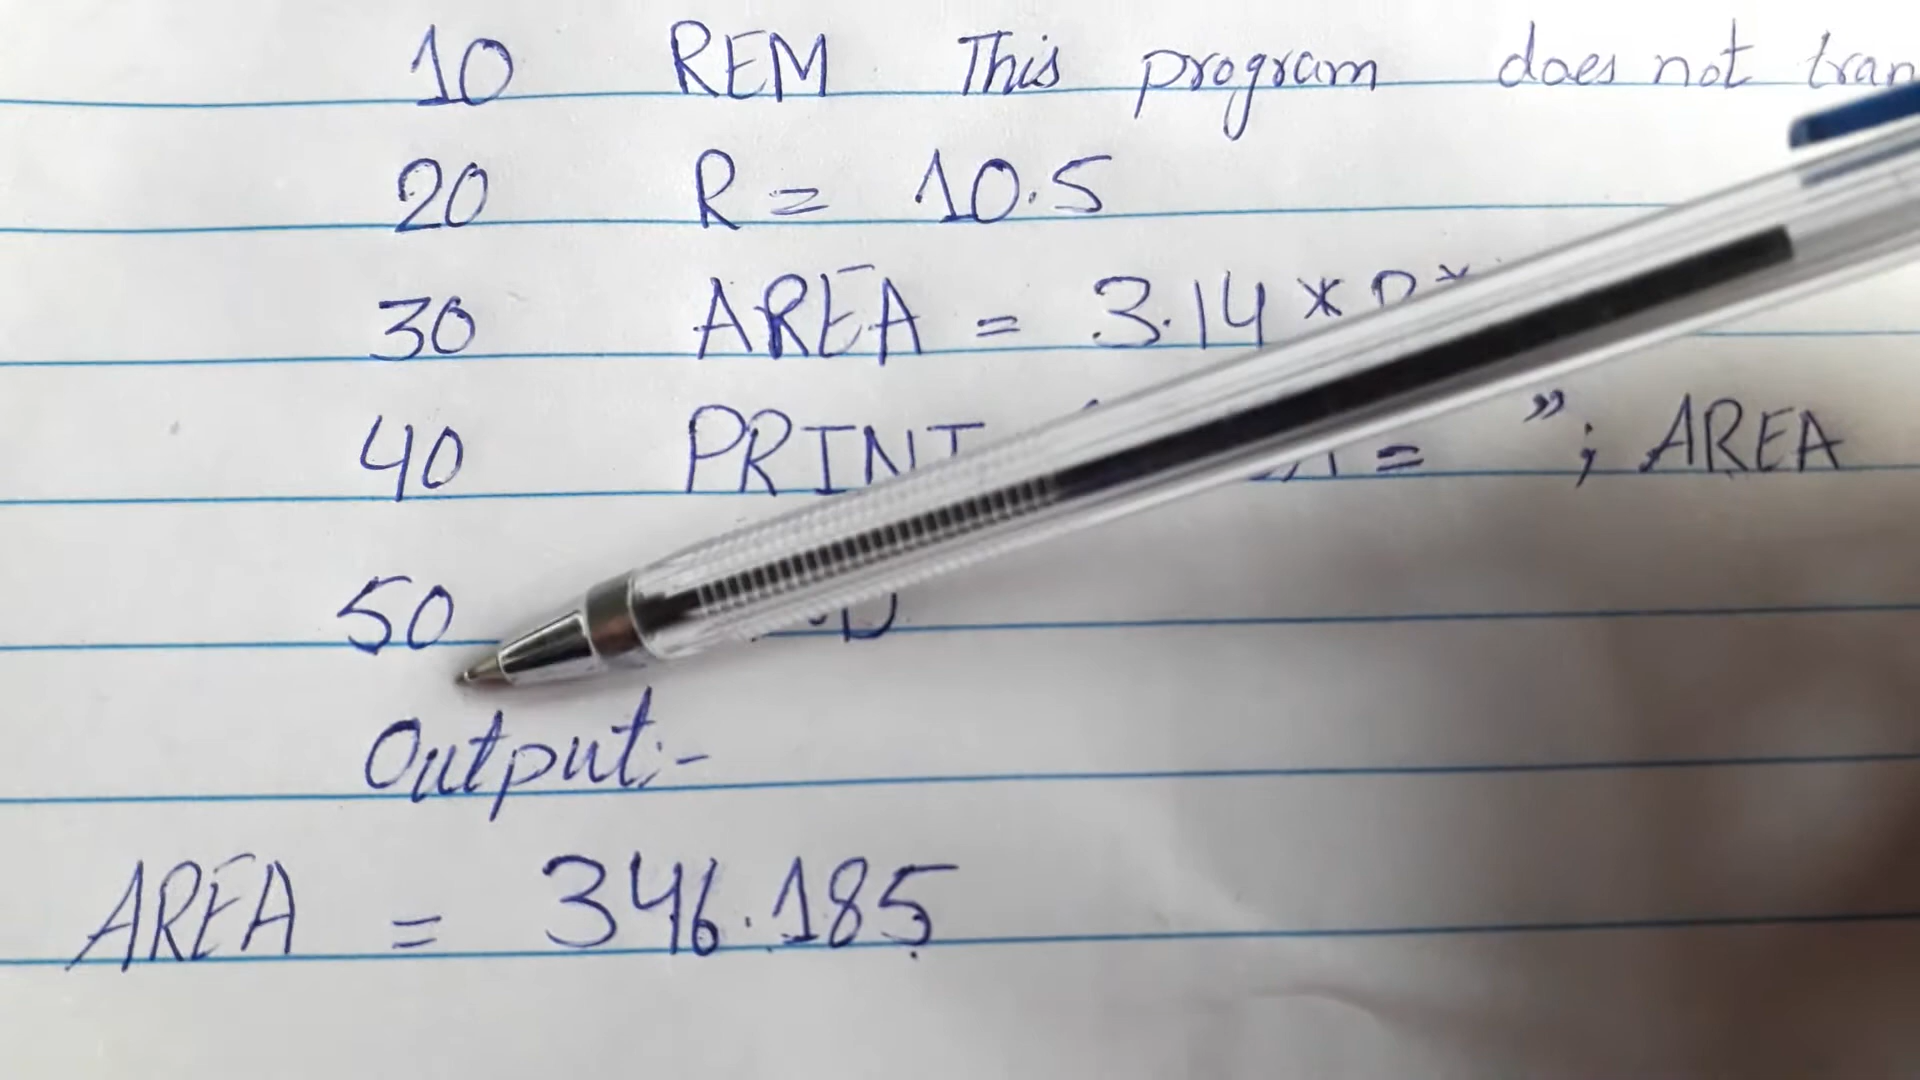 10 REM This program does not
20 R = 10.5
30 AREA = 3.14 *
40 PRINT = "; AREA
50
Output:-
AREA = 346.185